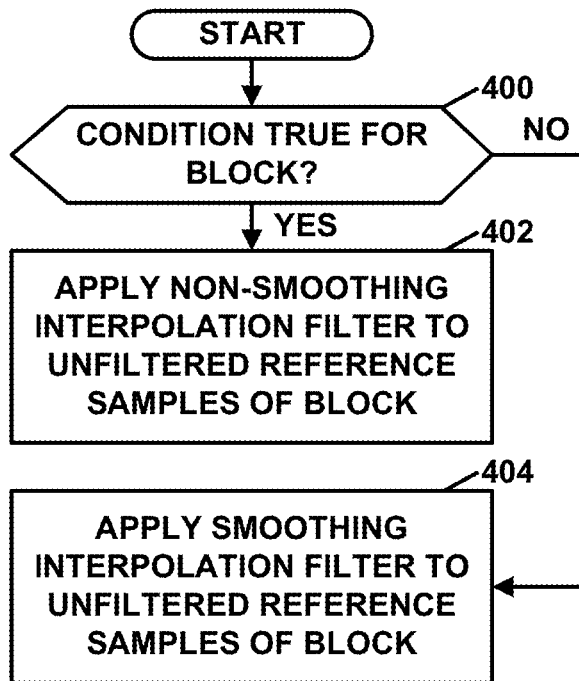 START
400
CONDITION TRUE FOR
BLOCK?
NO
YES
402
APPLY NON-SMOOTHING
INTERPOLATION FILTER TO
UNFILTERED REFERENCE
SAMPLES OF BLOCK
404
APPLY SMOOTHING
INTERPOLATION FILTER TO
UNFILTERED REFERENCE
SAMPLES OF BLOCK